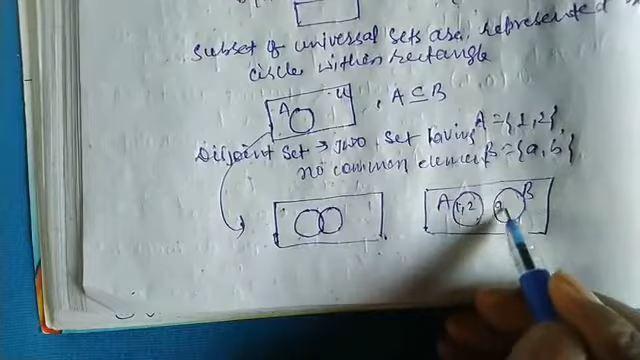 subset of universal sets are represented
circle within rectangle
A u , A ⊆ B
Disjoint set → Two set having A = {1,2}
no common element B = {a, b}
A 1,2 a B